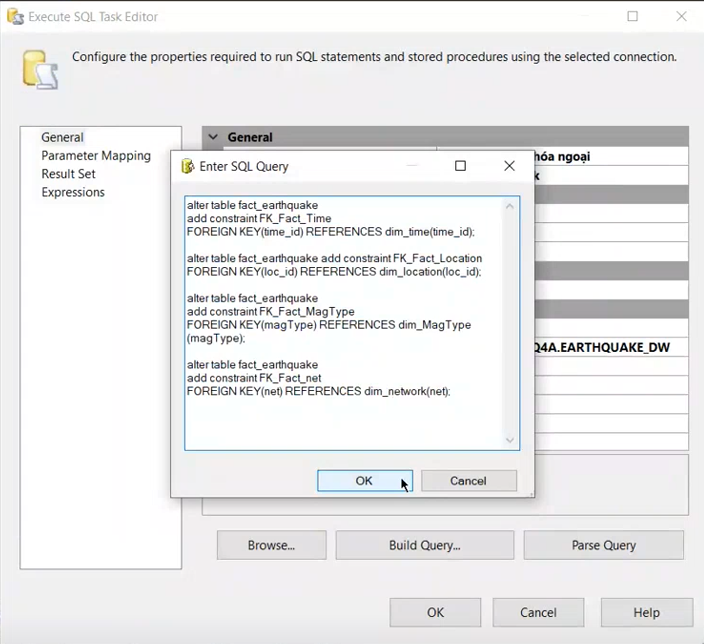 Execute SQL Task Editor
Configure the properties required to run SQL statements and stored procedures using the selected connection.
General
Parameter Mapping
Result Set
Expressions
General
hóa ngoại
k
Q4A.EARTHQUAKE_DW
Enter SQL Query
alter table fact_earthquake
add constraint FK_Fact_Time
FOREIGN KEY(time_id) REFERENCES dim_time(time_id);
alter table fact_earthquake add constraint FK_Fact_Location
FOREIGN KEY(loc_id) REFERENCES dim_location(loc_id);
alter table fact_earthquake
add constraint FK_Fact_MagType
FOREIGN KEY(magType) REFERENCES dim_MagType
(magType);
alter table fact_earthquake
add constraint FK_Fact_net
FOREIGN KEY(net) REFERENCES dim_network(net);
OK
Cancel
Browse...
Build Query...
Parse Query
OK
Cancel
Help